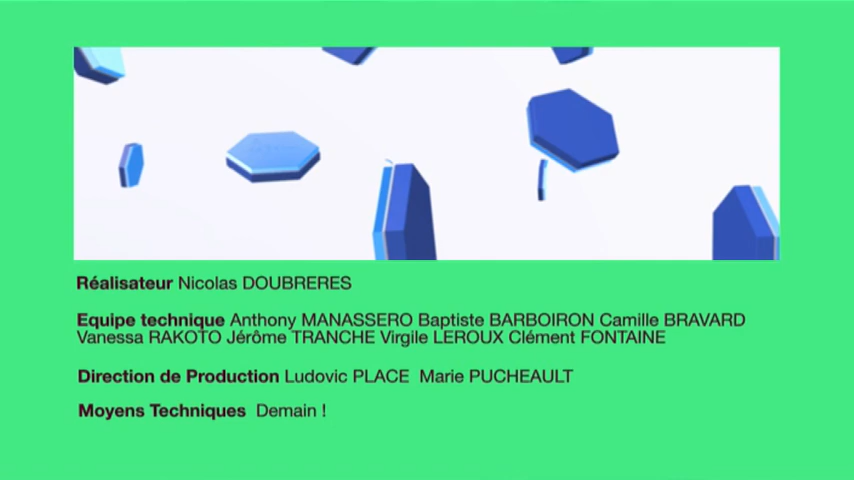 Réalisateur Nicolas DOUBRERES
Equipe technique Anthony MANASSERO Baptiste BARBOIRON Camille BRAVARD
Vanessa RAKOTO Jérôme TRANCHE Virgile LEROUX Clément FONTAINE
Direction de Production Ludovic PLACE Marie PUCHEAULT
Moyens Techniques Demain !